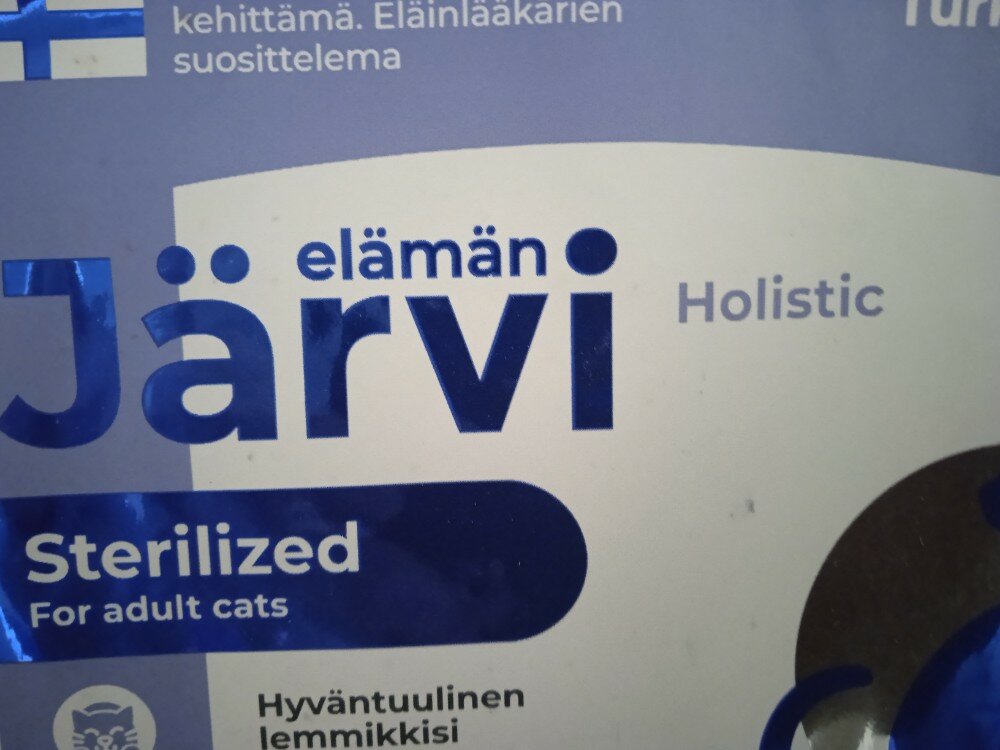 kehittämä. Eläinlääkärien
suosittelema
elämän
Järvi
Holistic
Sterilized
For adult cats
Hyväntuulinen
lemmikkisi